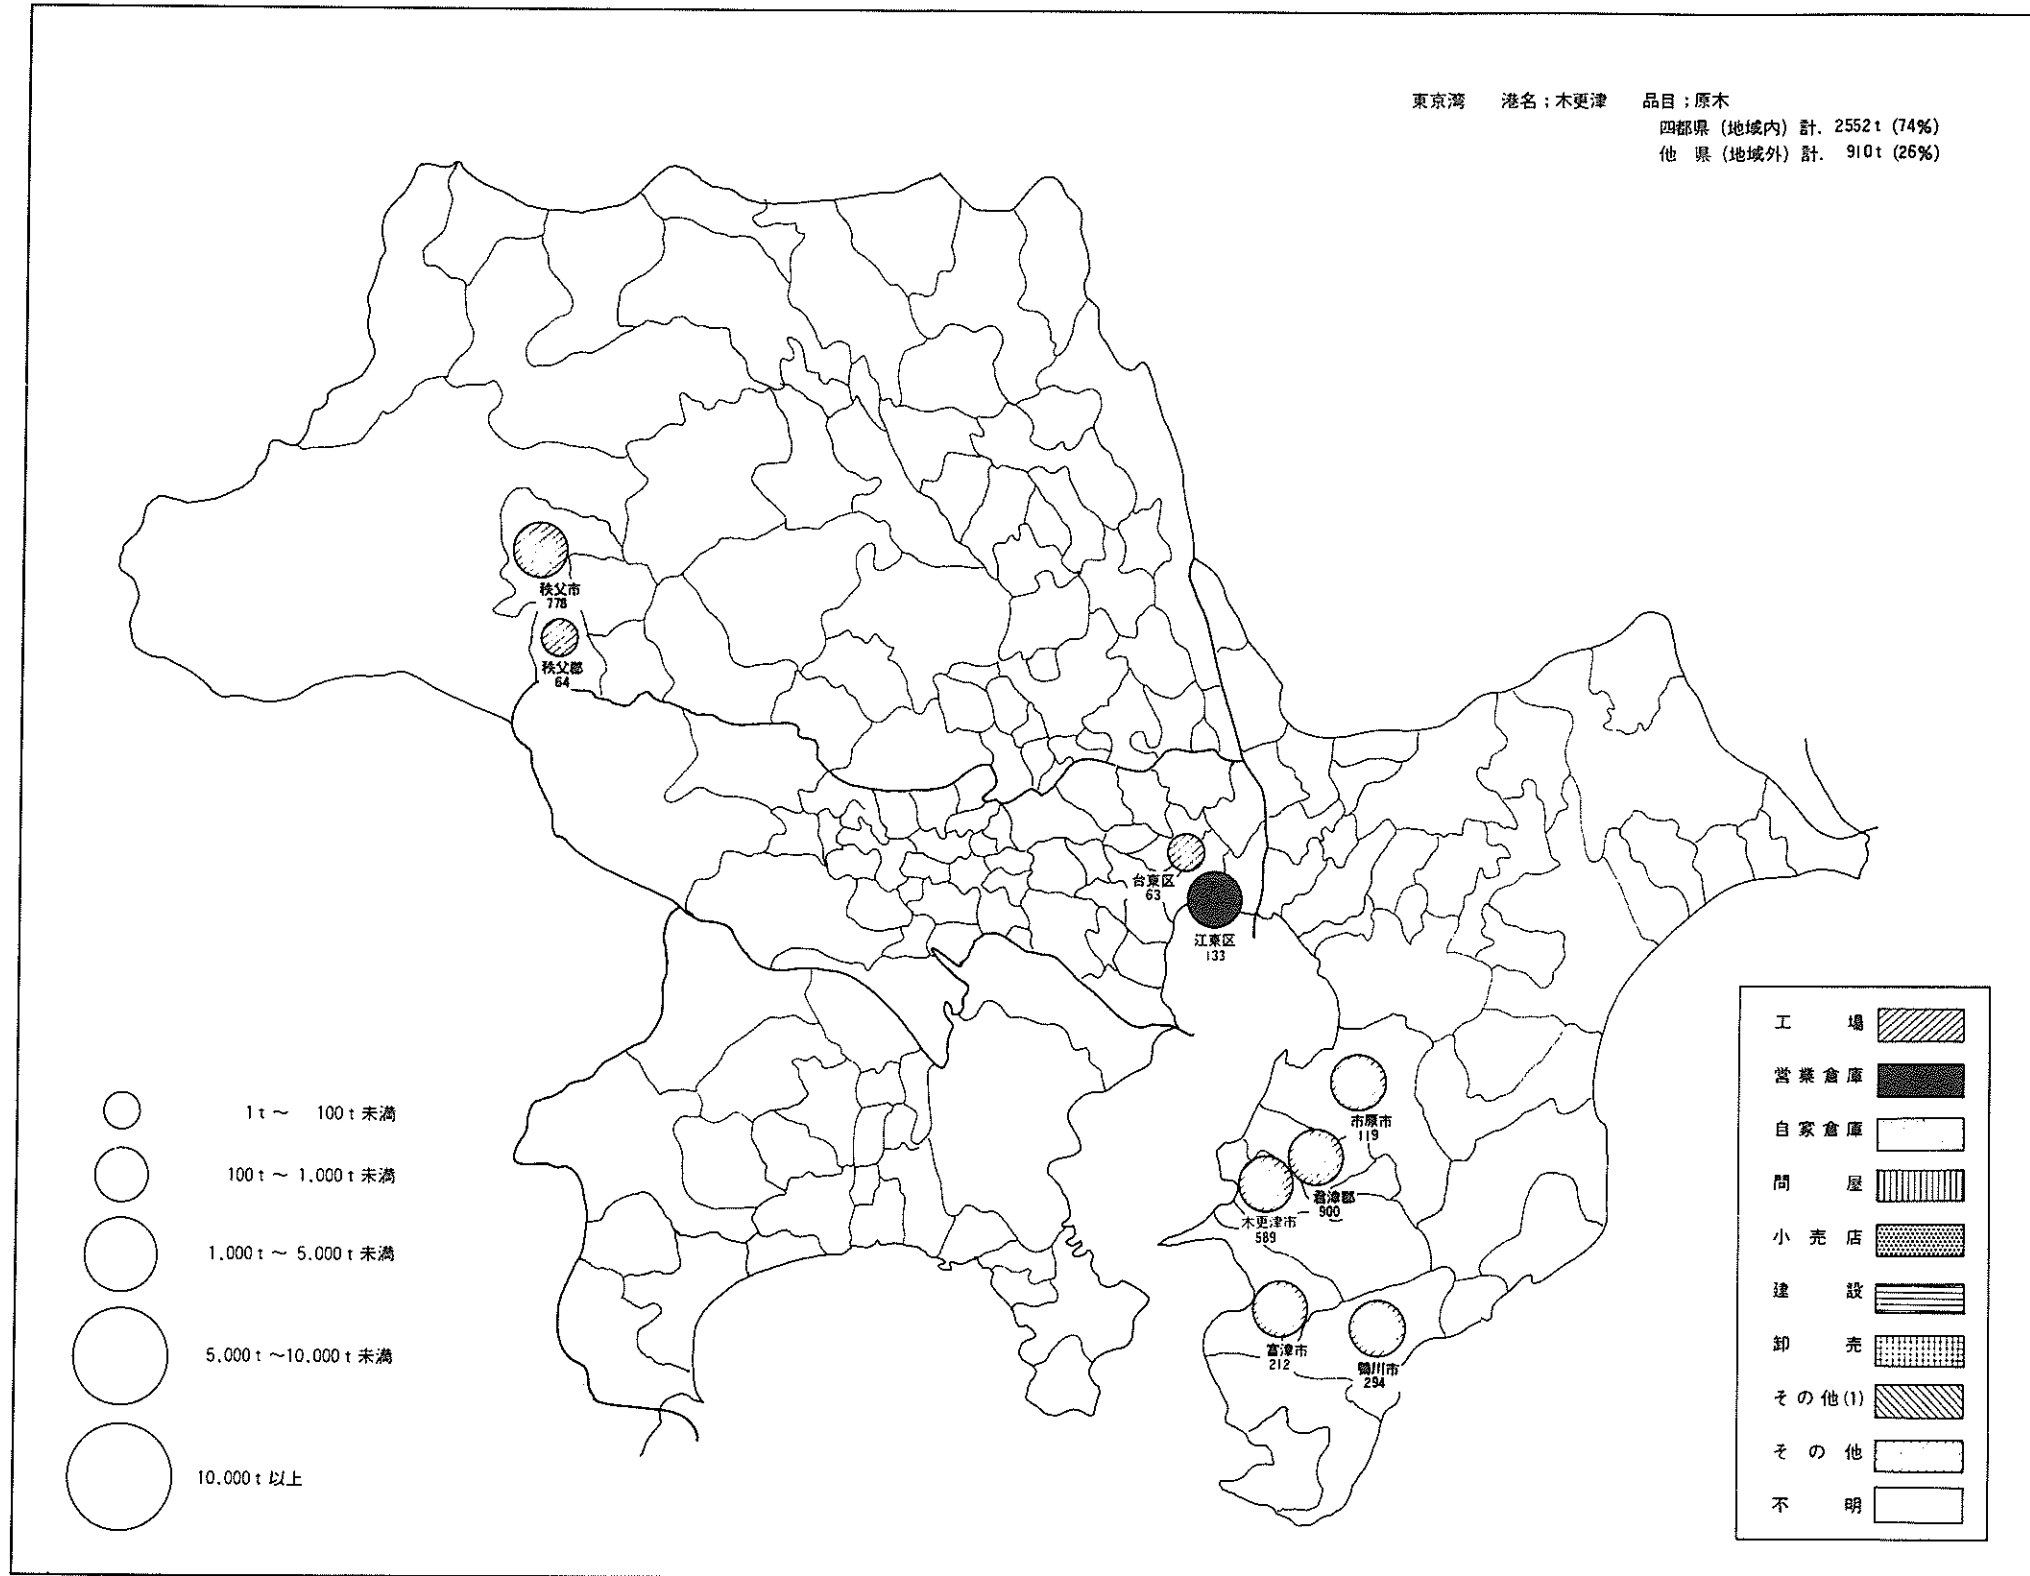 東京湾 港名;木更津 品目;原木
四都県(地域内)計. 2552t (74%)
他 県(地域外)計. 910t (26%)
秩父市
778
秩父郡
64
台東区
63
江東区
133
市原市
119
君津郡
900
木更津市
589
富津市
212
鴨川市
294
1t～ 100t未満
100t～1.000t未満
1.000t～5.000t未満
5.000t～10.000t未満
10.000t以上
工場
営業倉庫
自家倉庫
問屋
小売店
建設
卸売
その他(1)
その他
不明